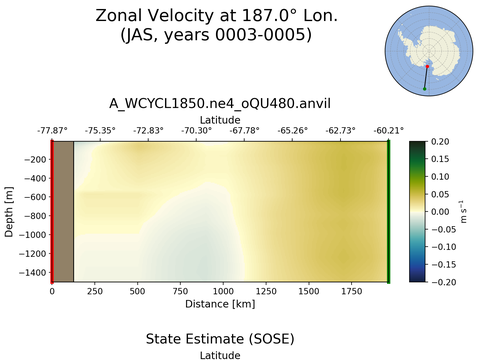 Zonal Velocity at 187.0° Lon.
(JAS, years 0003-0005)
A_WCYCL1850.ne4_oQU480.anvil
Latitude
-77.87° -75.35° -72.83° -70.30° -67.78° -65.26° -62.73° -60.21°
Depth [m]
−200
−400
−600
−800
−1000
−1200
−1400
0 250 500 750 1000 1250 1500 1750
Distance [km]
0.20
0.15
0.10
0.05
0.00
−0.05
−0.10
−0.15
−0.20
m s⁻¹
State Estimate (SOSE)
Latitude